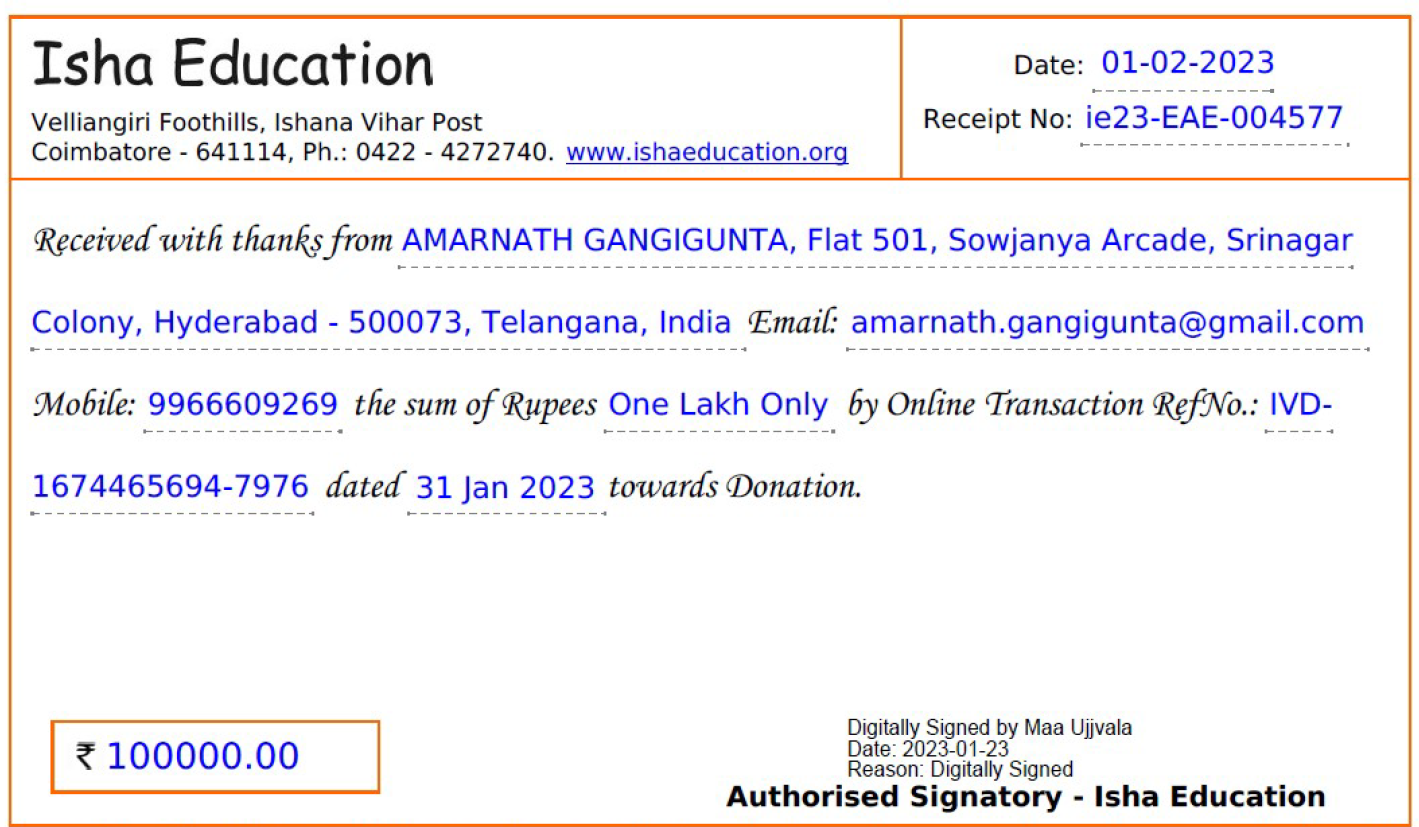 Isha Education
Velliangiri Foothills, Ishana Vihar Post
Coimbatore - 641114, Ph.: 0422 - 4272740. www.ishaeducation.org
Date: 01-02-2023
Receipt No: ie23-EAE-004577
Received with thanks from AMARNATH GANGIGUNTA, Flat 501, Sowjanya Arcade, Srinagar
Colony, Hyderabad - 500073, Telangana, India Email: amarnath.gangigunta@gmail.com
Mobile: 9966609269 the sum of Rupees One Lakh Only by Online Transaction RefNo.: IVD-
1674465694-7976 dated 31 Jan 2023 towards Donation.
₹ 100000.00
Digitally Signed by Maa Ujjvala
Date: 2023-01-23
Reason: Digitally Signed
Authorised Signatory - Isha Education